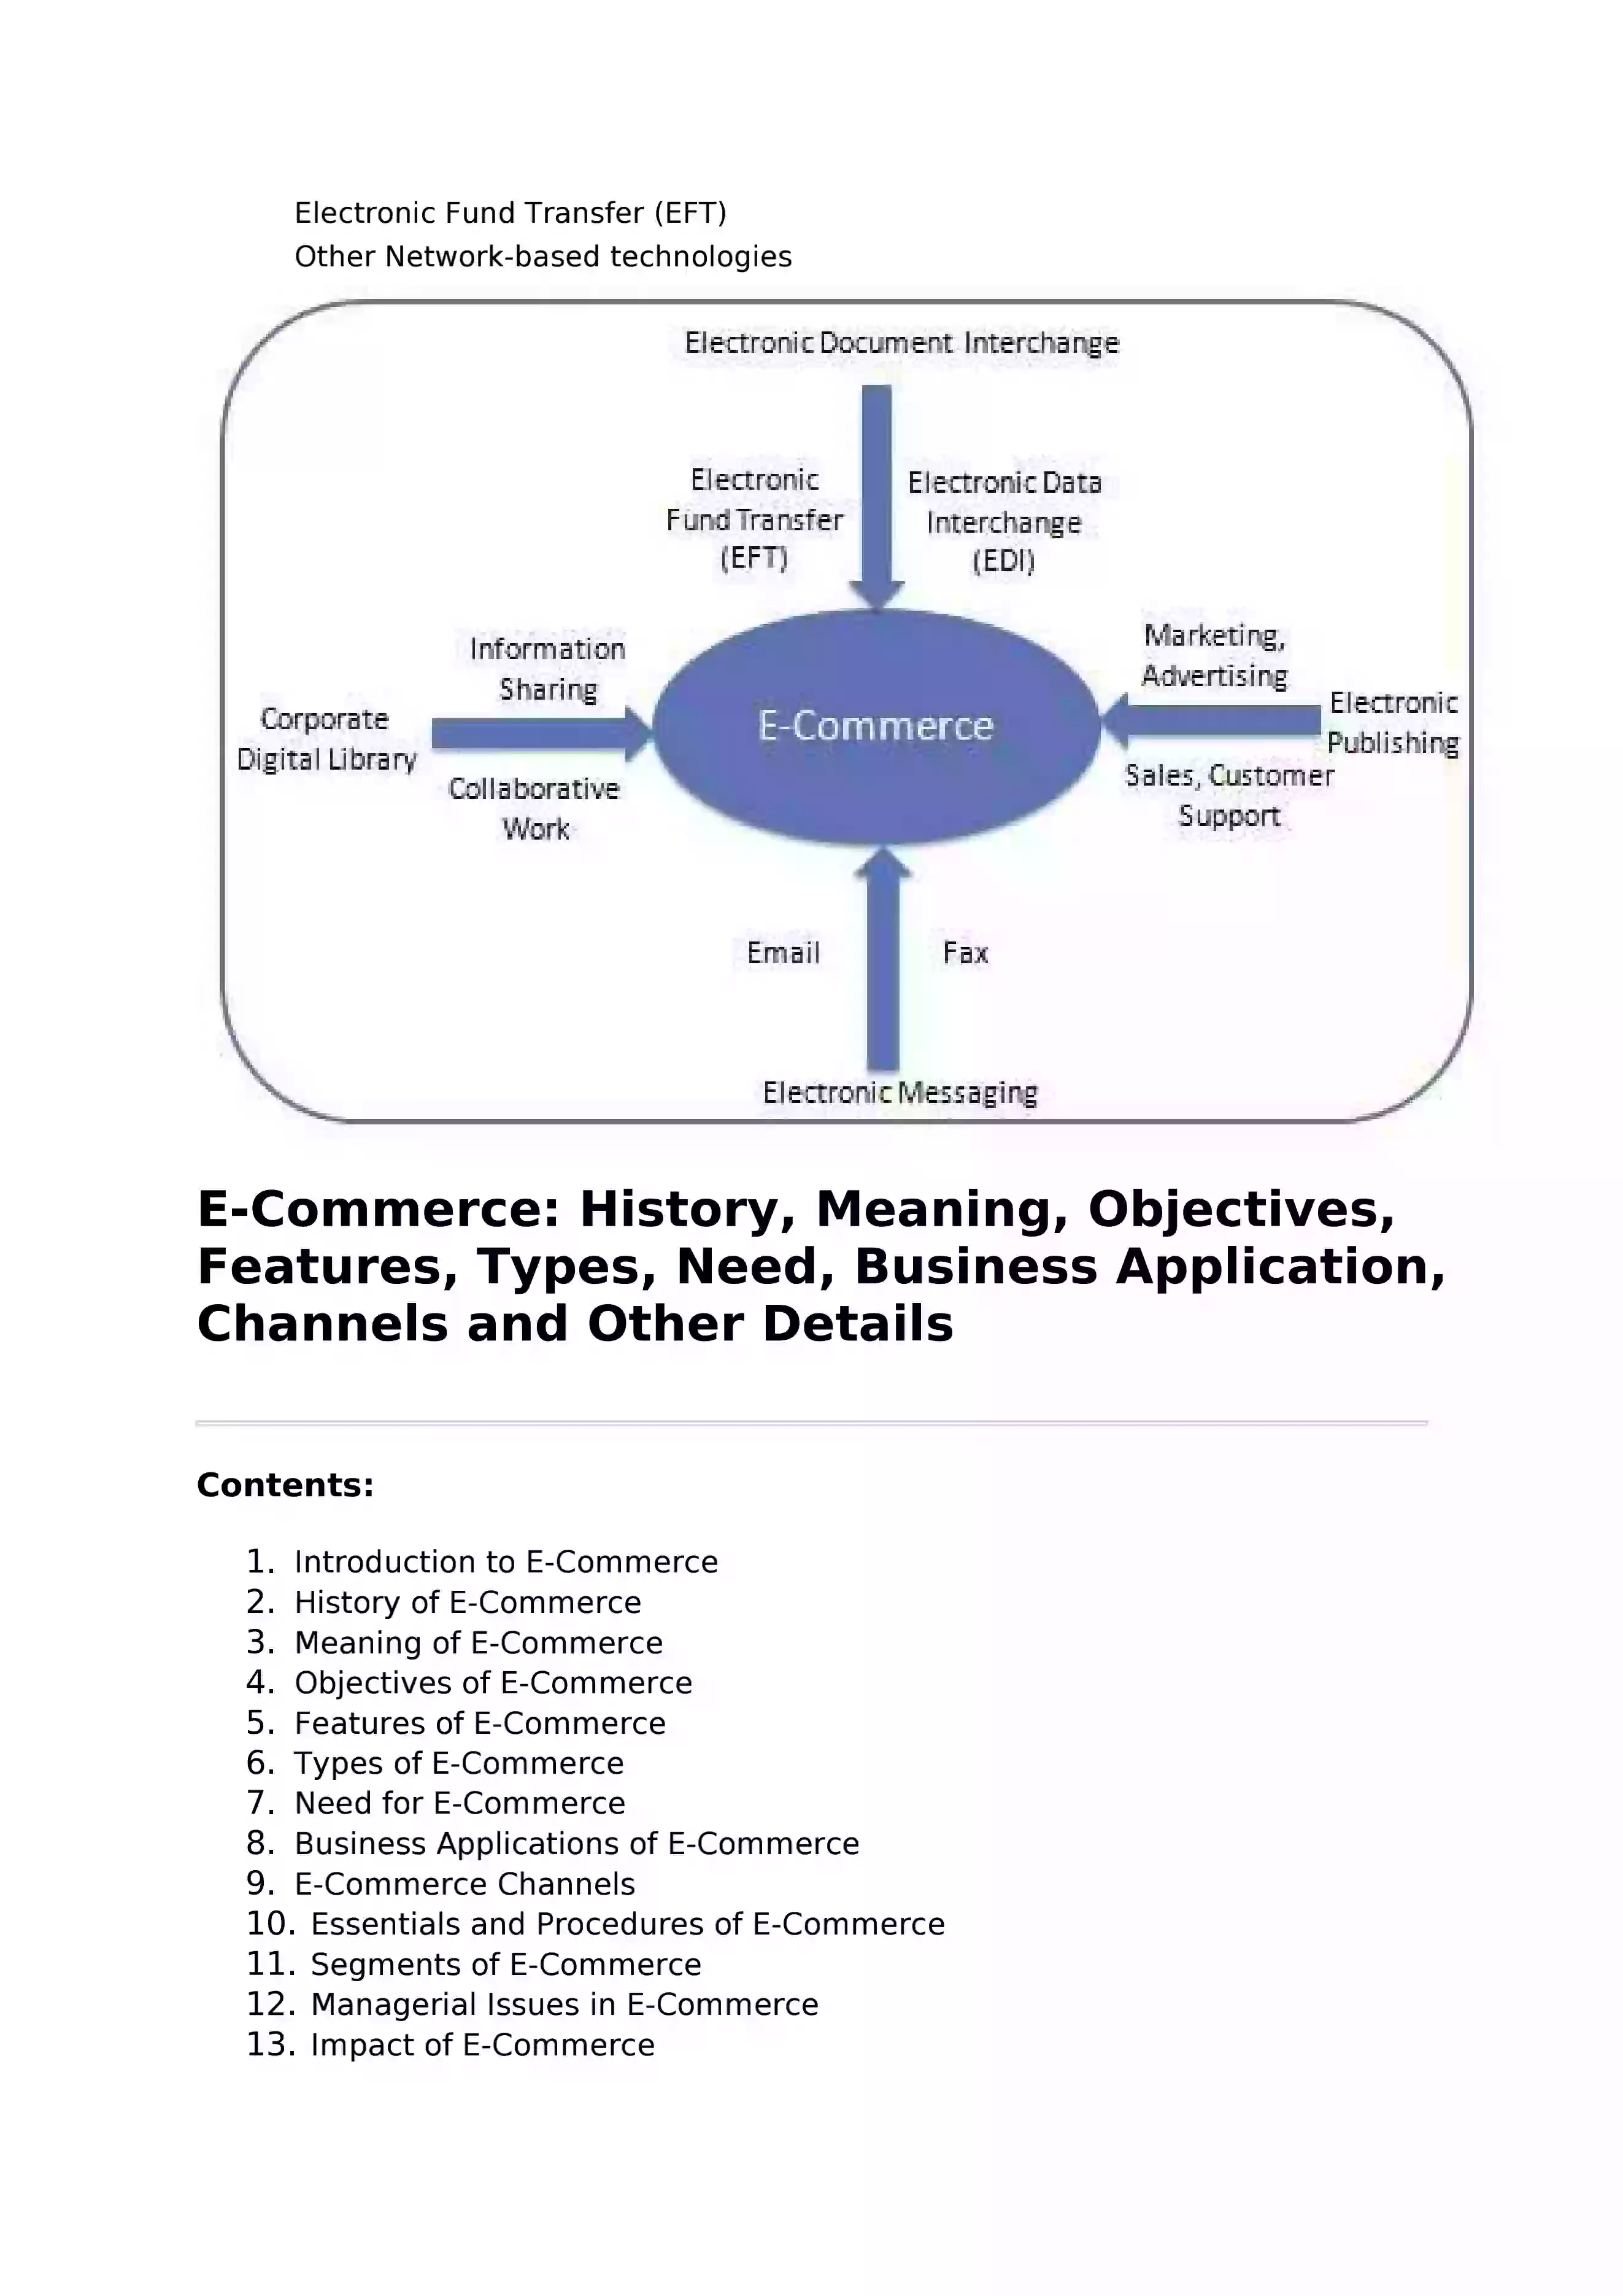 Electronic Fund Transfer (EFT)
Other Network-based technologies
Electronic Document Interchange
Electronic
Fund Transfer
(EFT)
Electronic Data
Interchange
(EDI)
Information
Sharing
Corporate
Digital Library
Collaborative
Work
E-Commerce
Marketing,
Advertising
Electronic
Publishing
Sales, Customer
Support
Email
Fax
Electronic Messaging
E-Commerce: History, Meaning, Objectives,
Features, Types, Need, Business Application,
Channels and Other Details
Contents:
1. Introduction to E-Commerce
2. History of E-Commerce
3. Meaning of E-Commerce
4. Objectives of E-Commerce
5. Features of E-Commerce
6. Types of E-Commerce
7. Need for E-Commerce
8. Business Applications of E-Commerce
9. E-Commerce Channels
10. Essentials and Procedures of E-Commerce
11. Segments of E-Commerce
12. Managerial Issues in E-Commerce
13. Impact of E-Commerce